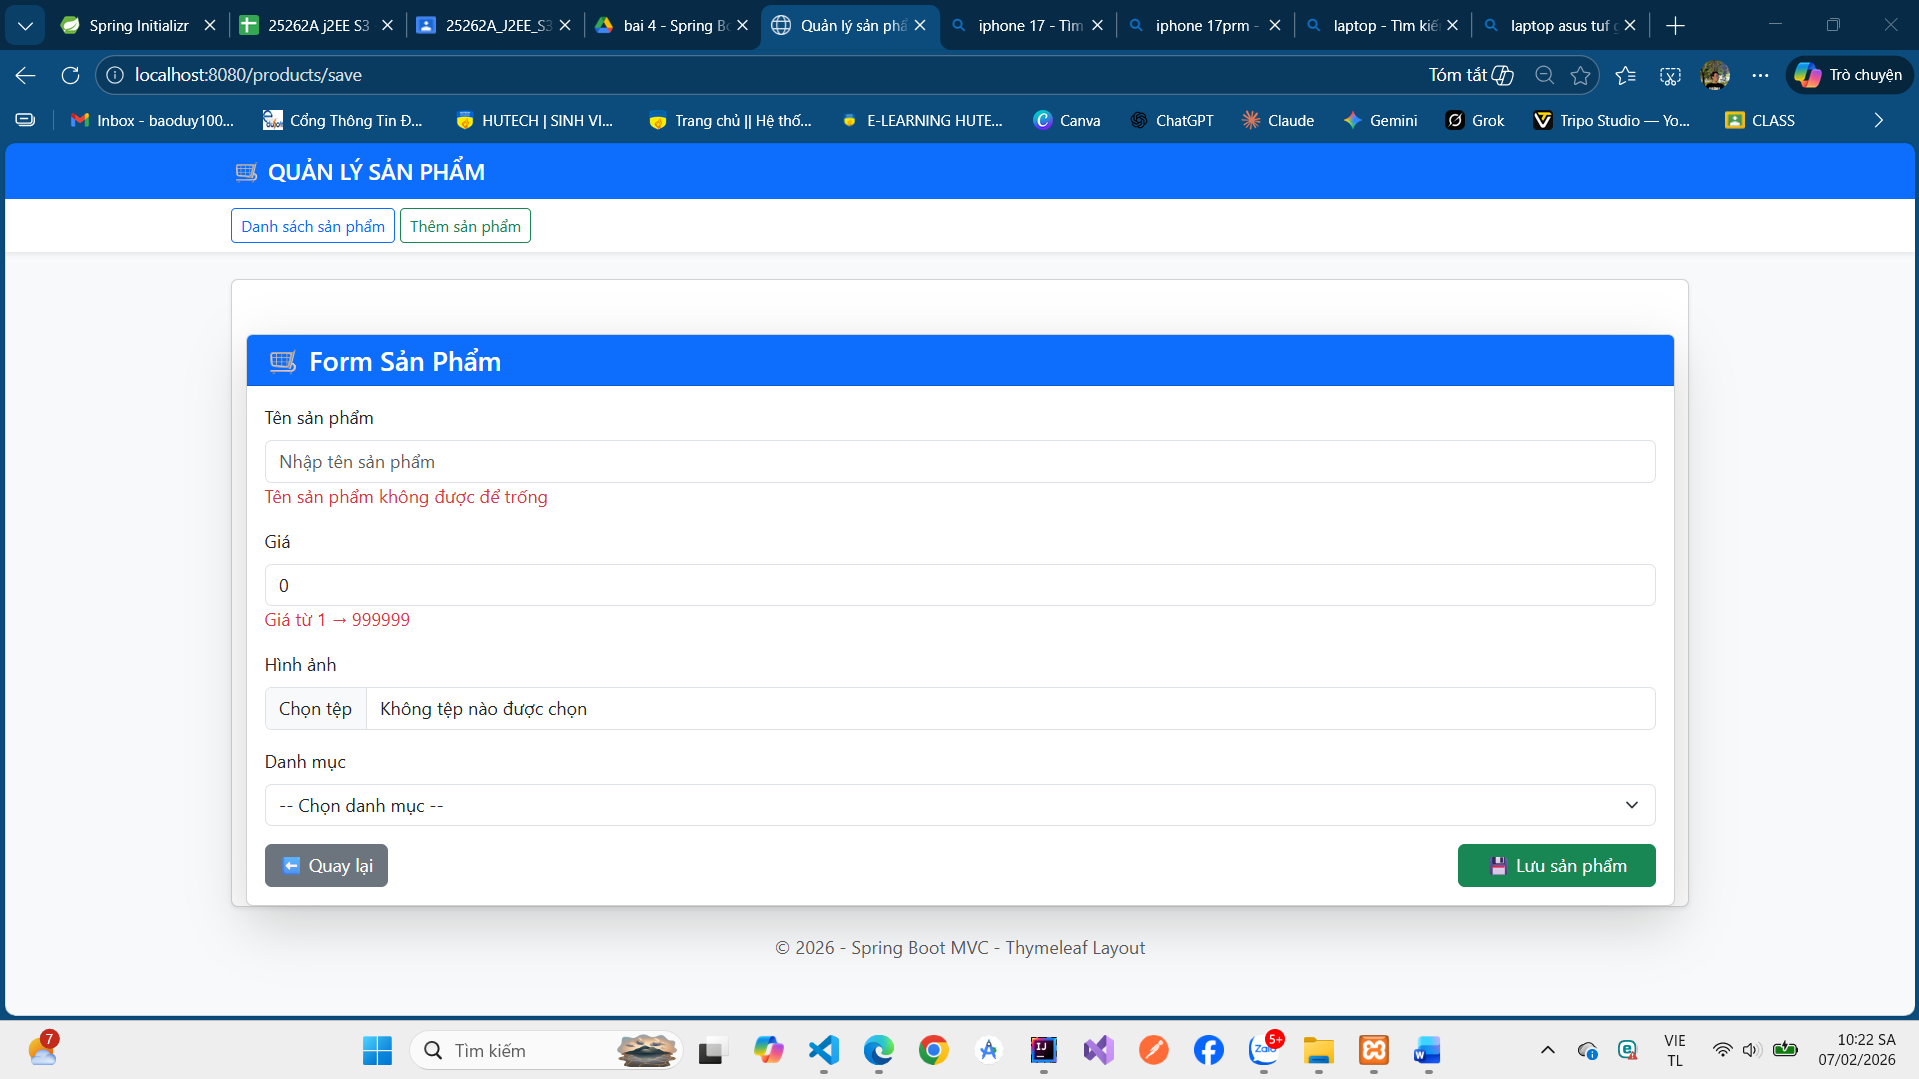 Spring Initializr
25262A j2EE S3
25262A_J2EE_S3
bai 4 - Spring Bo
Quản lý sản phẩ
iphone 17 - Tìm
iphone 17prm -
laptop - Tìm kiế
laptop asus tuf g
localhost:8080/products/save
Tóm tắt
Trò chuyện
Inbox - baoduy100...
Cổng Thông Tin Đ...
HUTECH | SINH VI...
Trang chủ || Hệ thố...
E-LEARNING HUTE...
Canva
ChatGPT
Claude
Gemini
Grok
Tripo Studio — Yo...
CLASS
QUẢN LÝ SẢN PHẨM
Danh sách sản phẩm
Thêm sản phẩm
Form Sản Phẩm
Tên sản phẩm
Nhập tên sản phẩm
Tên sản phẩm không được để trống
Giá
0
Giá từ 1 → 999999
Hình ảnh
Chọn tệp
Không tệp nào được chọn
Danh mục
-- Chọn danh mục --
Quay lại
Lưu sản phẩm
© 2026 - Spring Boot MVC - Thymeleaf Layout
7
Tìm kiếm
5+
Zalo
VIE
TL
10:22 SA
07/02/2026